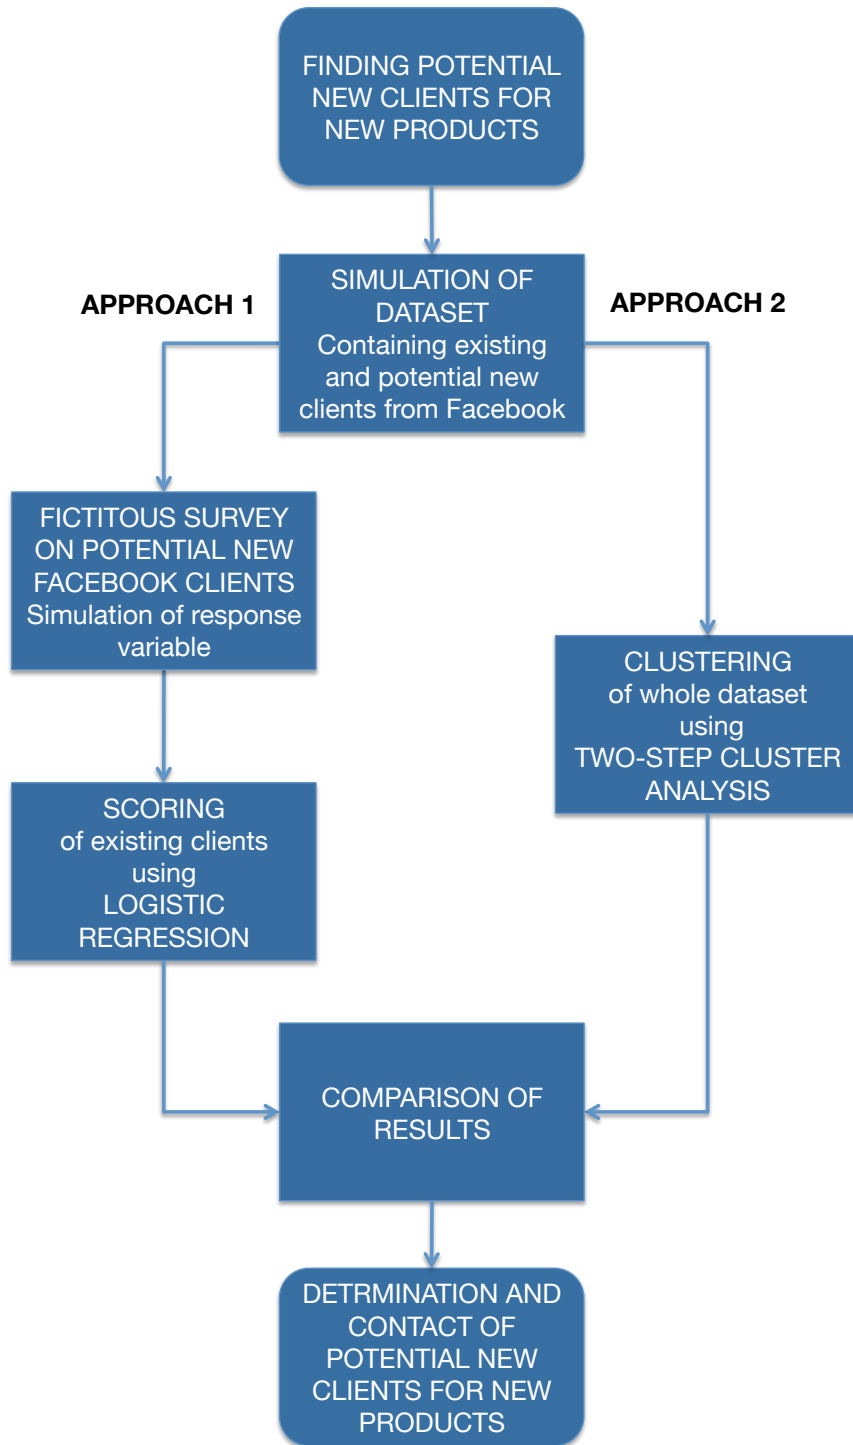 FINDING POTENTIAL
NEW CLIENTS FOR
NEW PRODUCTS
SIMULATION OF
DATASET
Containing existing
and potential new
clients from Facebook
APPROACH 1
APPROACH 2
FICTITOUS SURVEY
ON POTENTIAL NEW
FACEBOOK CLIENTS
Simulation of response
variable
SCORING
of existing clients
using
LOGISTIC
REGRESSION
CLUSTERING
of whole dataset
using
TWO-STEP CLUSTER
ANALYSIS
COMPARISON OF
RESULTS
DETRMINATION AND
CONTACT OF
POTENTIAL NEW
CLIENTS FOR NEW
PRODUCTS